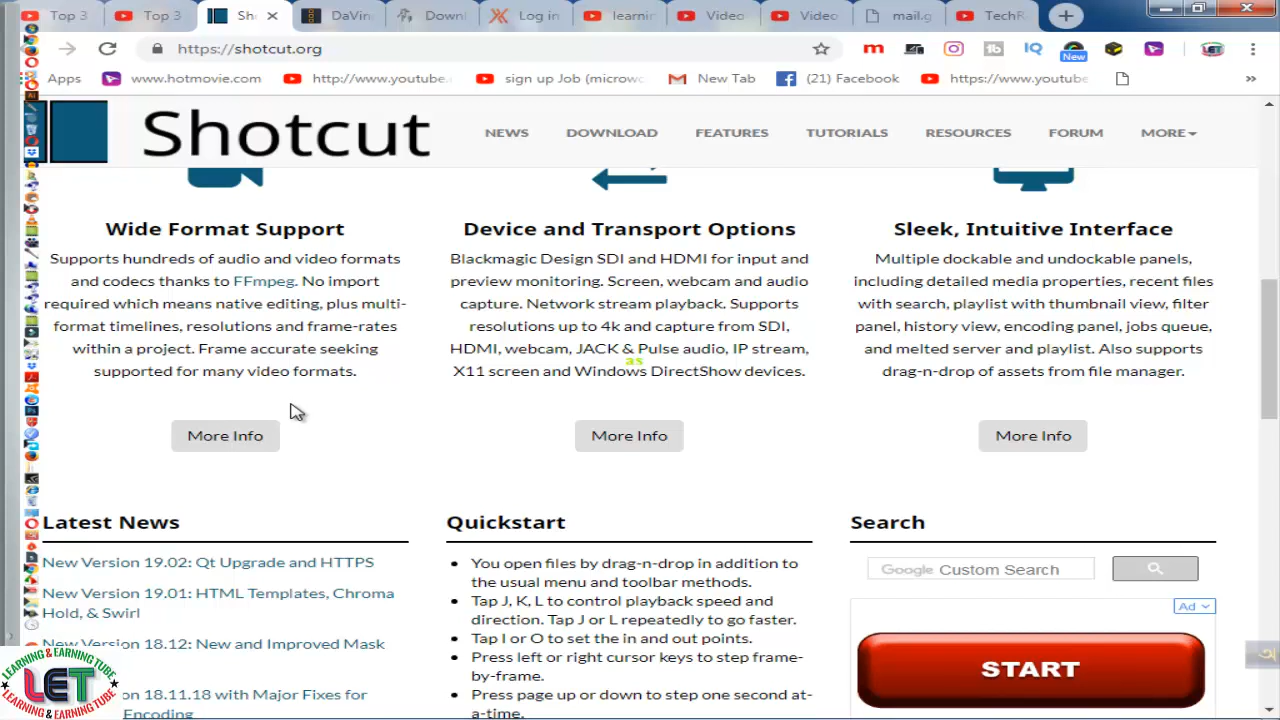 Top 3
Top 3
Sh
DaVin
Downl
Log in
learnin
Video
Video
mail.g
TechR
https://shotcut.org
New
Apps
www.hotmovie.com
http://www.youtube.
sign up Job (microwo
New Tab
(21) Facebook
https://www.youtube
»
Shotcut
NEWS
DOWNLOAD
FEATURES
TUTORIALS
RESOURCES
FORUM
MORE
Wide Format Support
Supports hundreds of audio and video formats
and codecs thanks to FFmpeg. No import
required which means native editing, plus multi-
format timelines, resolutions and frame-rates
within a project. Frame accurate seeking
supported for many video formats.
More Info
Device and Transport Options
Blackmagic Design SDI and HDMI for input and
preview monitoring. Screen, webcam and audio
capture. Network stream playback. Supports
resolutions up to 4k and capture from SDI,
HDMI, webcam, JACK & Pulse audio, IP stream,
as
X11 screen and Windows DirectShow devices.
More Info
Sleek, Intuitive Interface
Multiple dockable and undockable panels,
including detailed media properties, recent files
with search, playlist with thumbnail view, filter
panel, history view, encoding panel, jobs queue,
and melted server and playlist. Also supports
drag-n-drop of assets from file manager.
More Info
Latest News
New Version 19.02: Qt Upgrade and HTTPS
New Version 19.01: HTML Templates, Chroma
Hold, & Swirl
New Version 18.12: New and Improved Mask
on 18.11.18 with Major Fixes for
Encoding
Quickstart
• You open files by drag-n-drop in addition to
the usual menu and toolbar methods.
• Tap J, K, L to control playback speed and
direction. Tap J or L repeatedly to go faster.
• Tap I or O to set the in and out points.
• Press left or right cursor keys to step frame-
by-frame.
• Press page up or down to step one second at-
a-time.
Search
Google Custom Search
Ad
START
LEARNING & EARNING TUBE
LET
LEARNING & EARNING TUBE